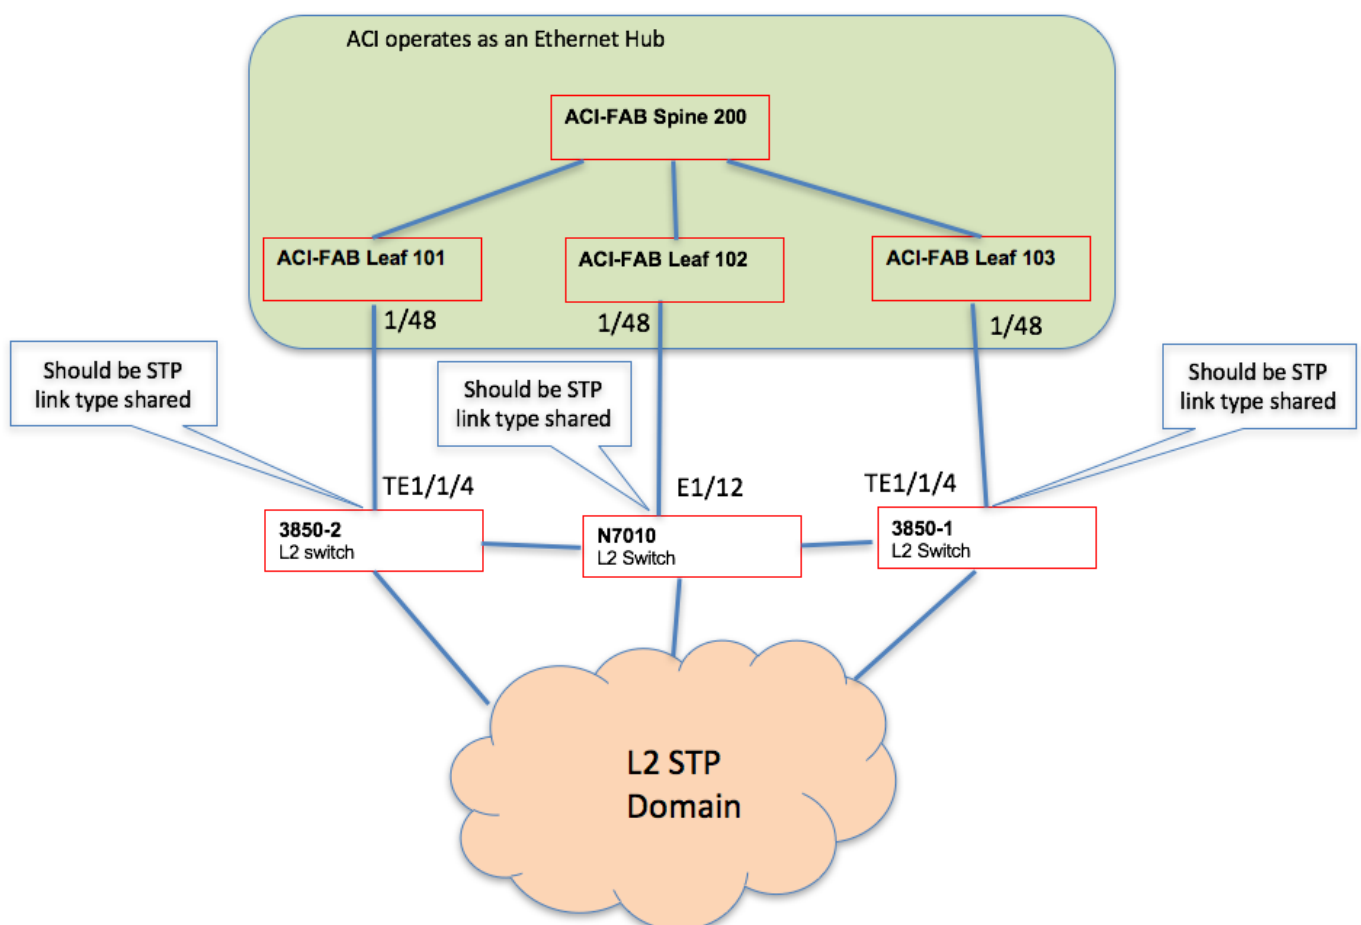 ACI operates as an Ethernet Hub
ACI-FAB Spine 200
ACI-FAB Leaf 101
ACI-FAB Leaf 102
ACI-FAB Leaf 103
1/48
1/48
1/48
Should be STP
link type shared
Should be STP
link type shared
Should be STP
link type shared
TE1/1/4
E1/12
TE1/1/4
3850-2
L2 switch
N7010
L2 Switch
3850-1
L2 Switch
L2 STP
Domain